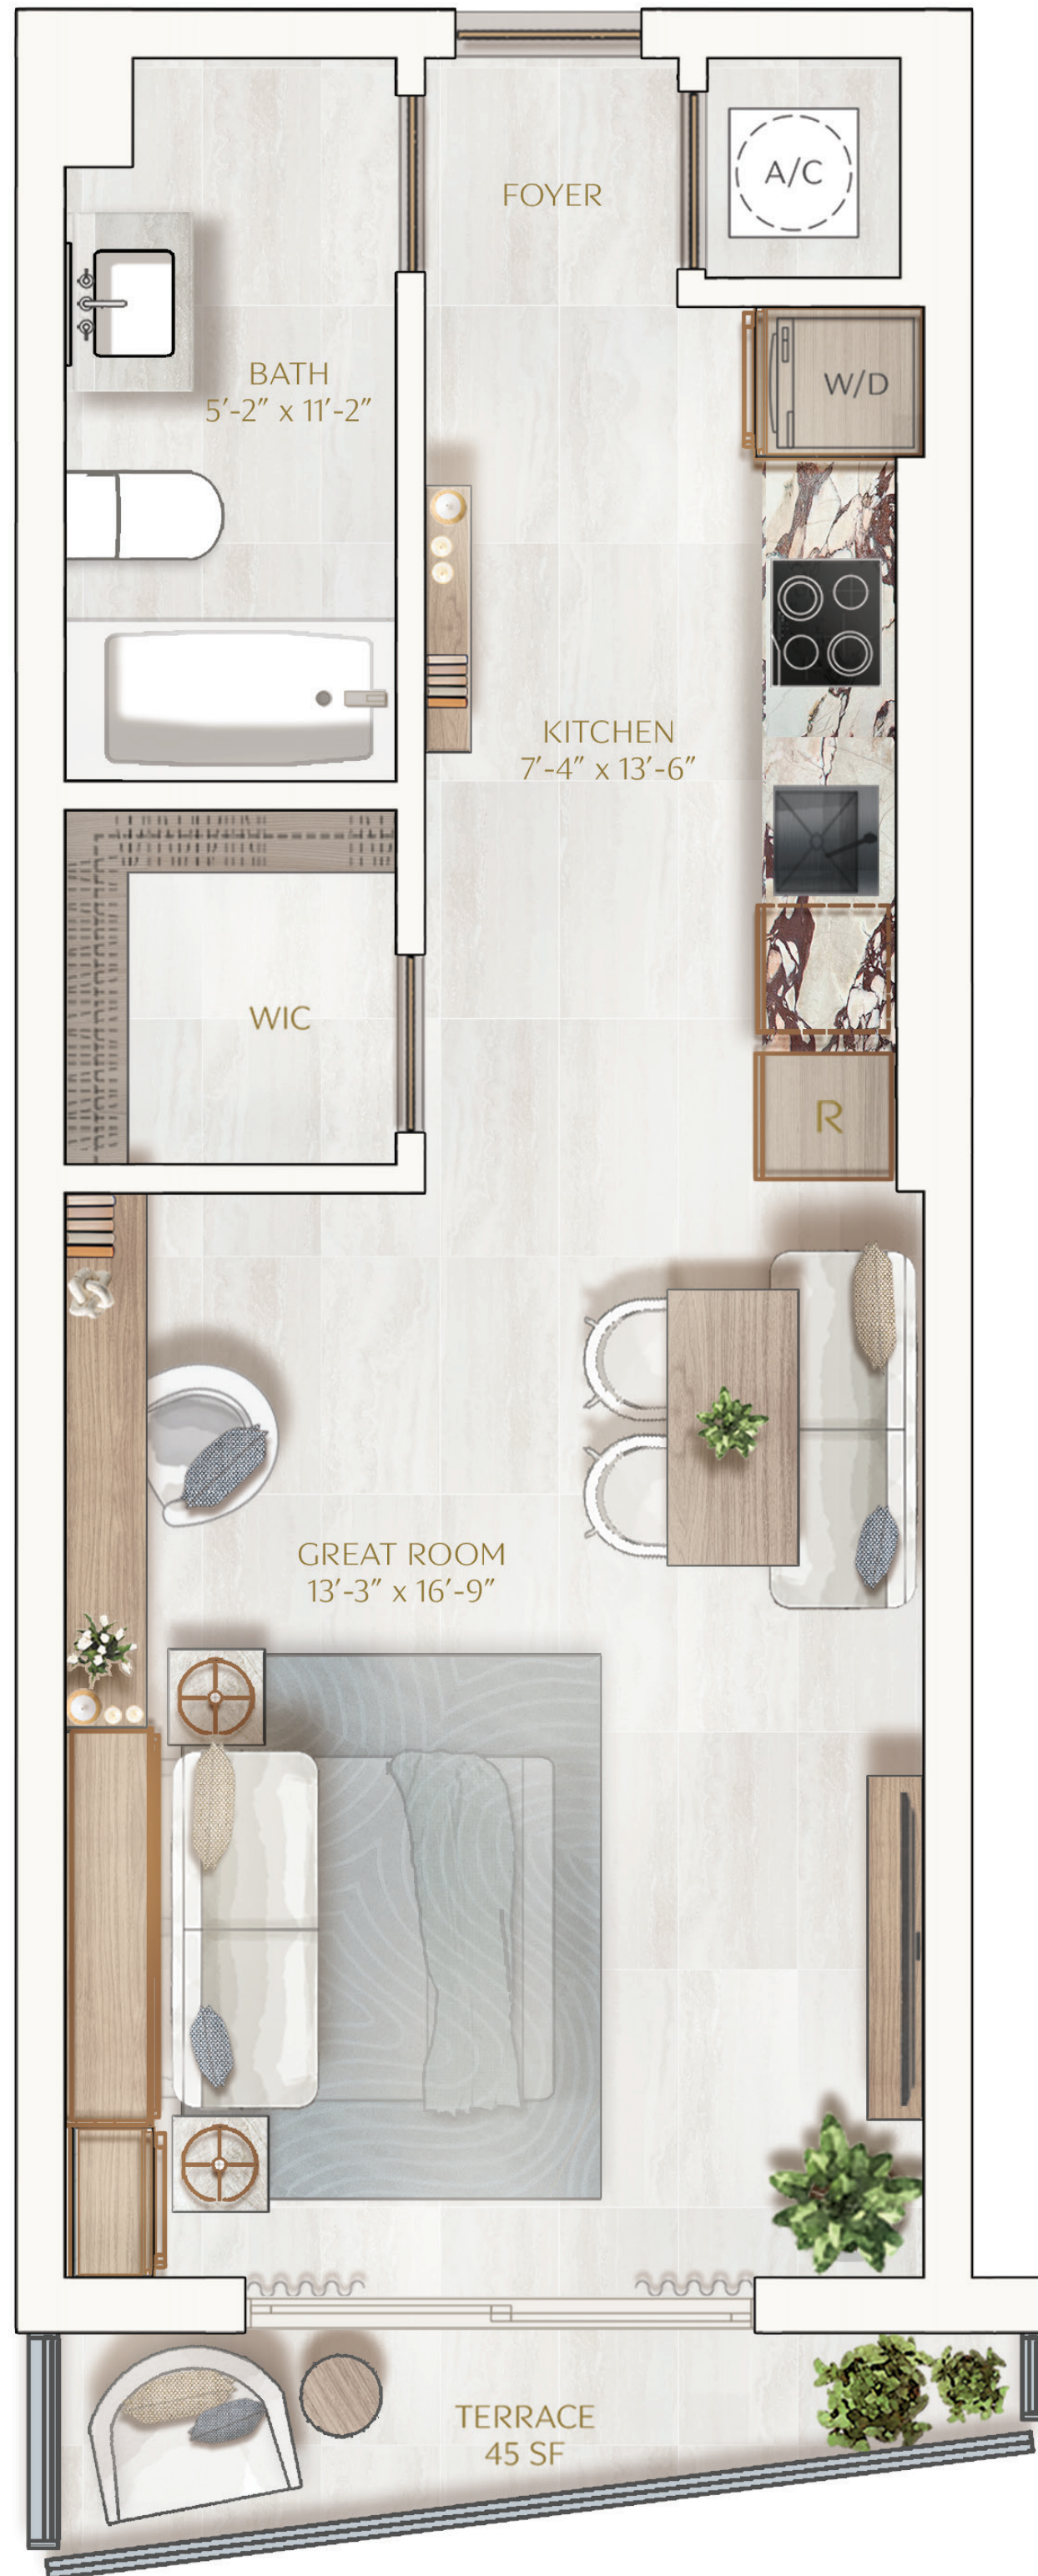 FOYER
A/C
BATH
5'-2" x 11'-2"
W/D
KITCHEN
7'-4" x 13'-6"
WIC
R
GREAT ROOM
13'-3" x 16'-9"
TERRACE
45 SF